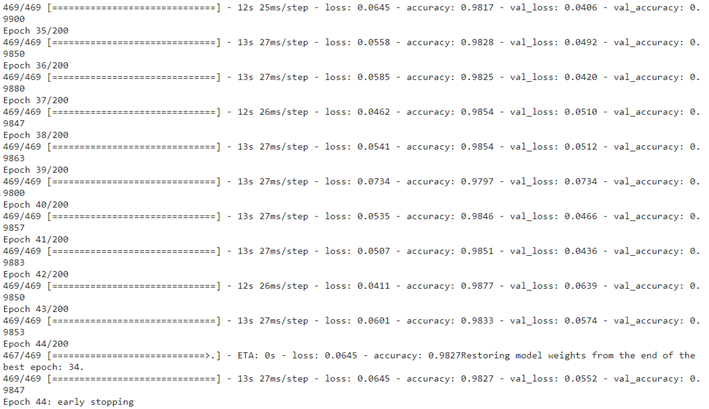 469/469 [==============================] - 12s 25ms/step - loss: 0.0645 - accuracy: 0.9817 - val_loss: 0.0406 - val_accuracy: 0.
9900
Epoch 35/200
469/469 [==============================] - 13s 27ms/step - loss: 0.0558 - accuracy: 0.9828 - val_loss: 0.0492 - val_accuracy: 0.
9850
Epoch 36/200
469/469 [==============================] - 13s 27ms/step - loss: 0.0585 - accuracy: 0.9825 - val_loss: 0.0420 - val_accuracy: 0.
9880
Epoch 37/200
469/469 [==============================] - 12s 26ms/step - loss: 0.0462 - accuracy: 0.9854 - val_loss: 0.0510 - val_accuracy: 0.
9847
Epoch 38/200
469/469 [==============================] - 13s 27ms/step - loss: 0.0541 - accuracy: 0.9854 - val_loss: 0.0512 - val_accuracy: 0.
9863
Epoch 39/200
469/469 [==============================] - 13s 27ms/step - loss: 0.0734 - accuracy: 0.9797 - val_loss: 0.0734 - val_accuracy: 0.
9800
Epoch 40/200
469/469 [==============================] - 13s 27ms/step - loss: 0.0535 - accuracy: 0.9846 - val_loss: 0.0466 - val_accuracy: 0.
9857
Epoch 41/200
469/469 [==============================] - 13s 27ms/step - loss: 0.0507 - accuracy: 0.9851 - val_loss: 0.0436 - val_accuracy: 0.
9883
Epoch 42/200
469/469 [==============================] - 12s 26ms/step - loss: 0.0411 - accuracy: 0.9877 - val_loss: 0.0639 - val_accuracy: 0.
9850
Epoch 43/200
469/469 [==============================] - 13s 27ms/step - loss: 0.0601 - accuracy: 0.9833 - val_loss: 0.0574 - val_accuracy: 0.
9853
Epoch 44/200
467/469 [============================>.] - ETA: 0s - loss: 0.0645 - accuracy: 0.9827Restoring model weights from the end of the
best epoch: 34.
469/469 [==============================] - 13s 27ms/step - loss: 0.0645 - accuracy: 0.9827 - val_loss: 0.0552 - val_accuracy: 0.
9847
Epoch 44: early stopping